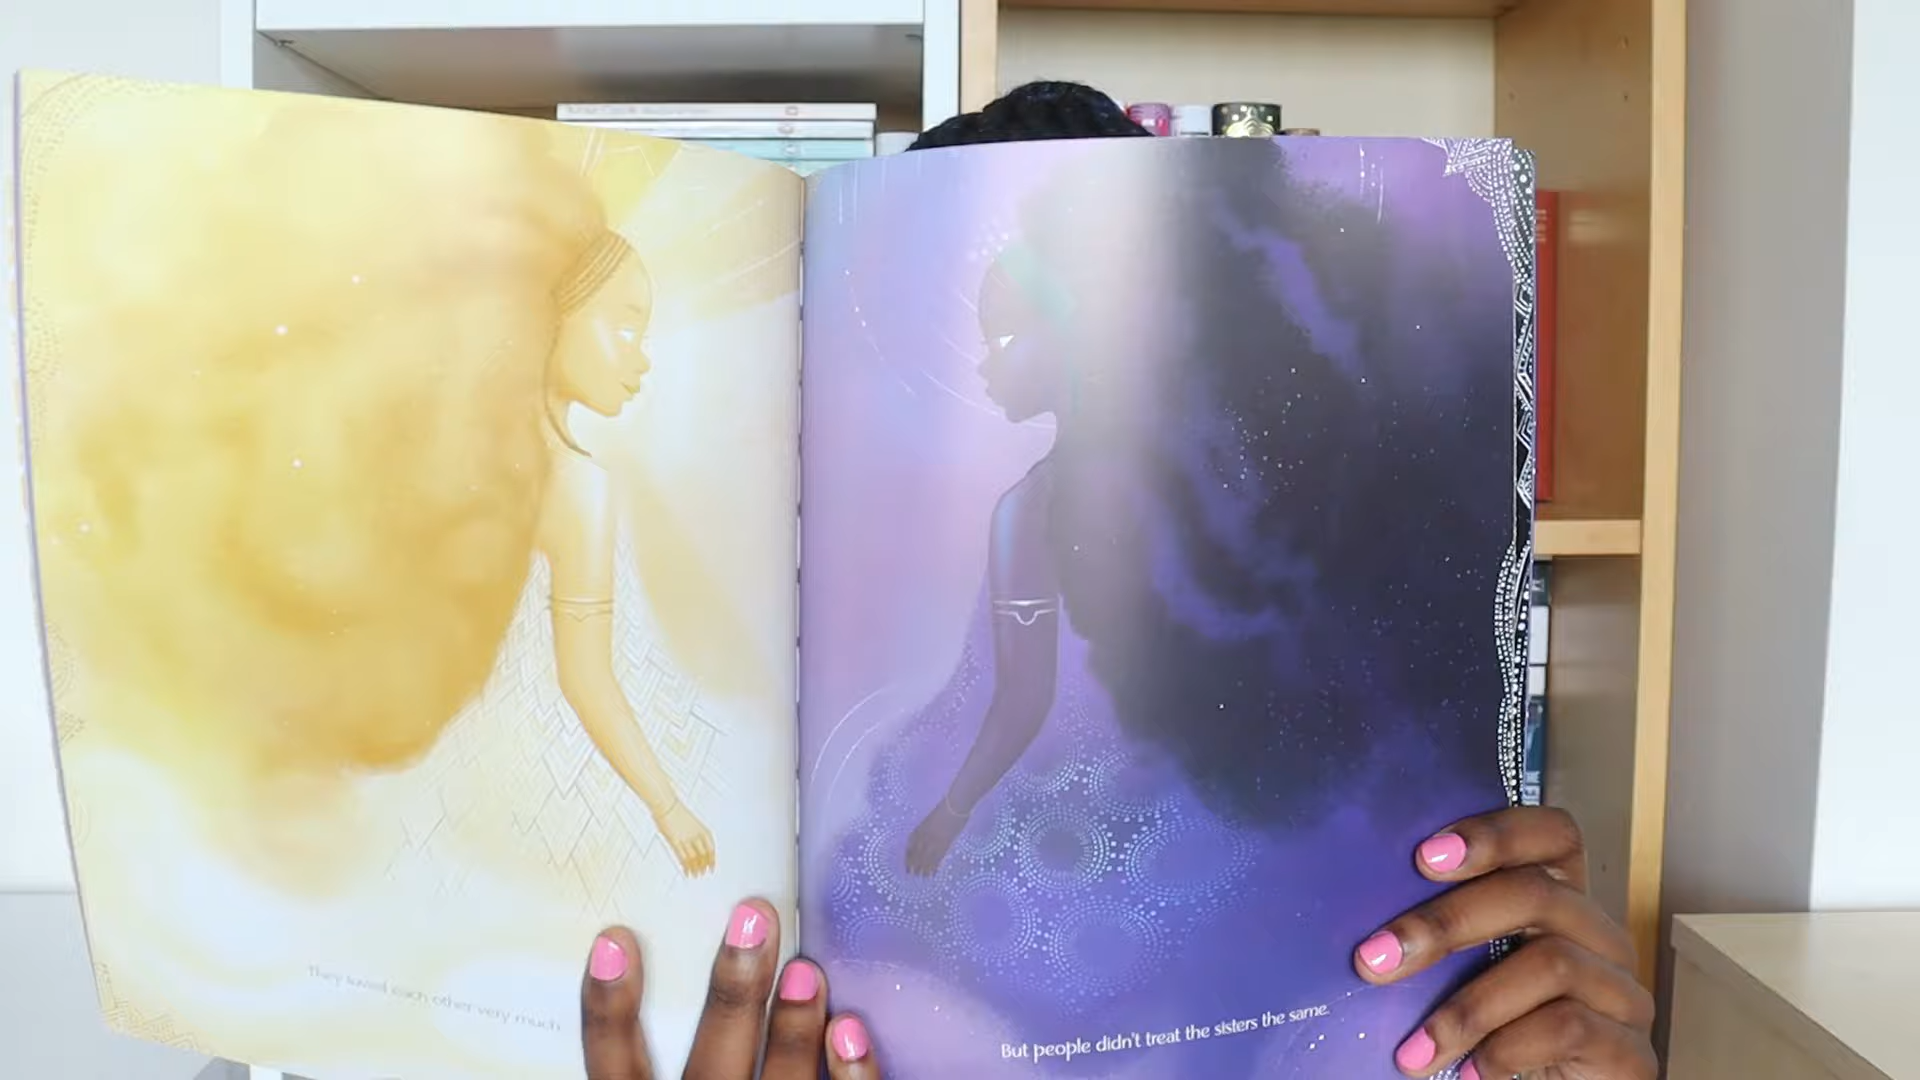 They loved each other very much
But people didn't treat the sisters the same.